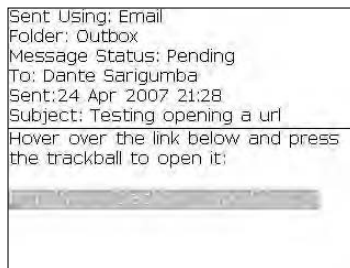 Sent Using: Email
Folder: Outbox
Message Status: Pending
To: Dante Sarigumba
Sent:24 Apr 2007 21:28
Subject: Testing opening a url
Hover over the link below and press
the trackball to open it: